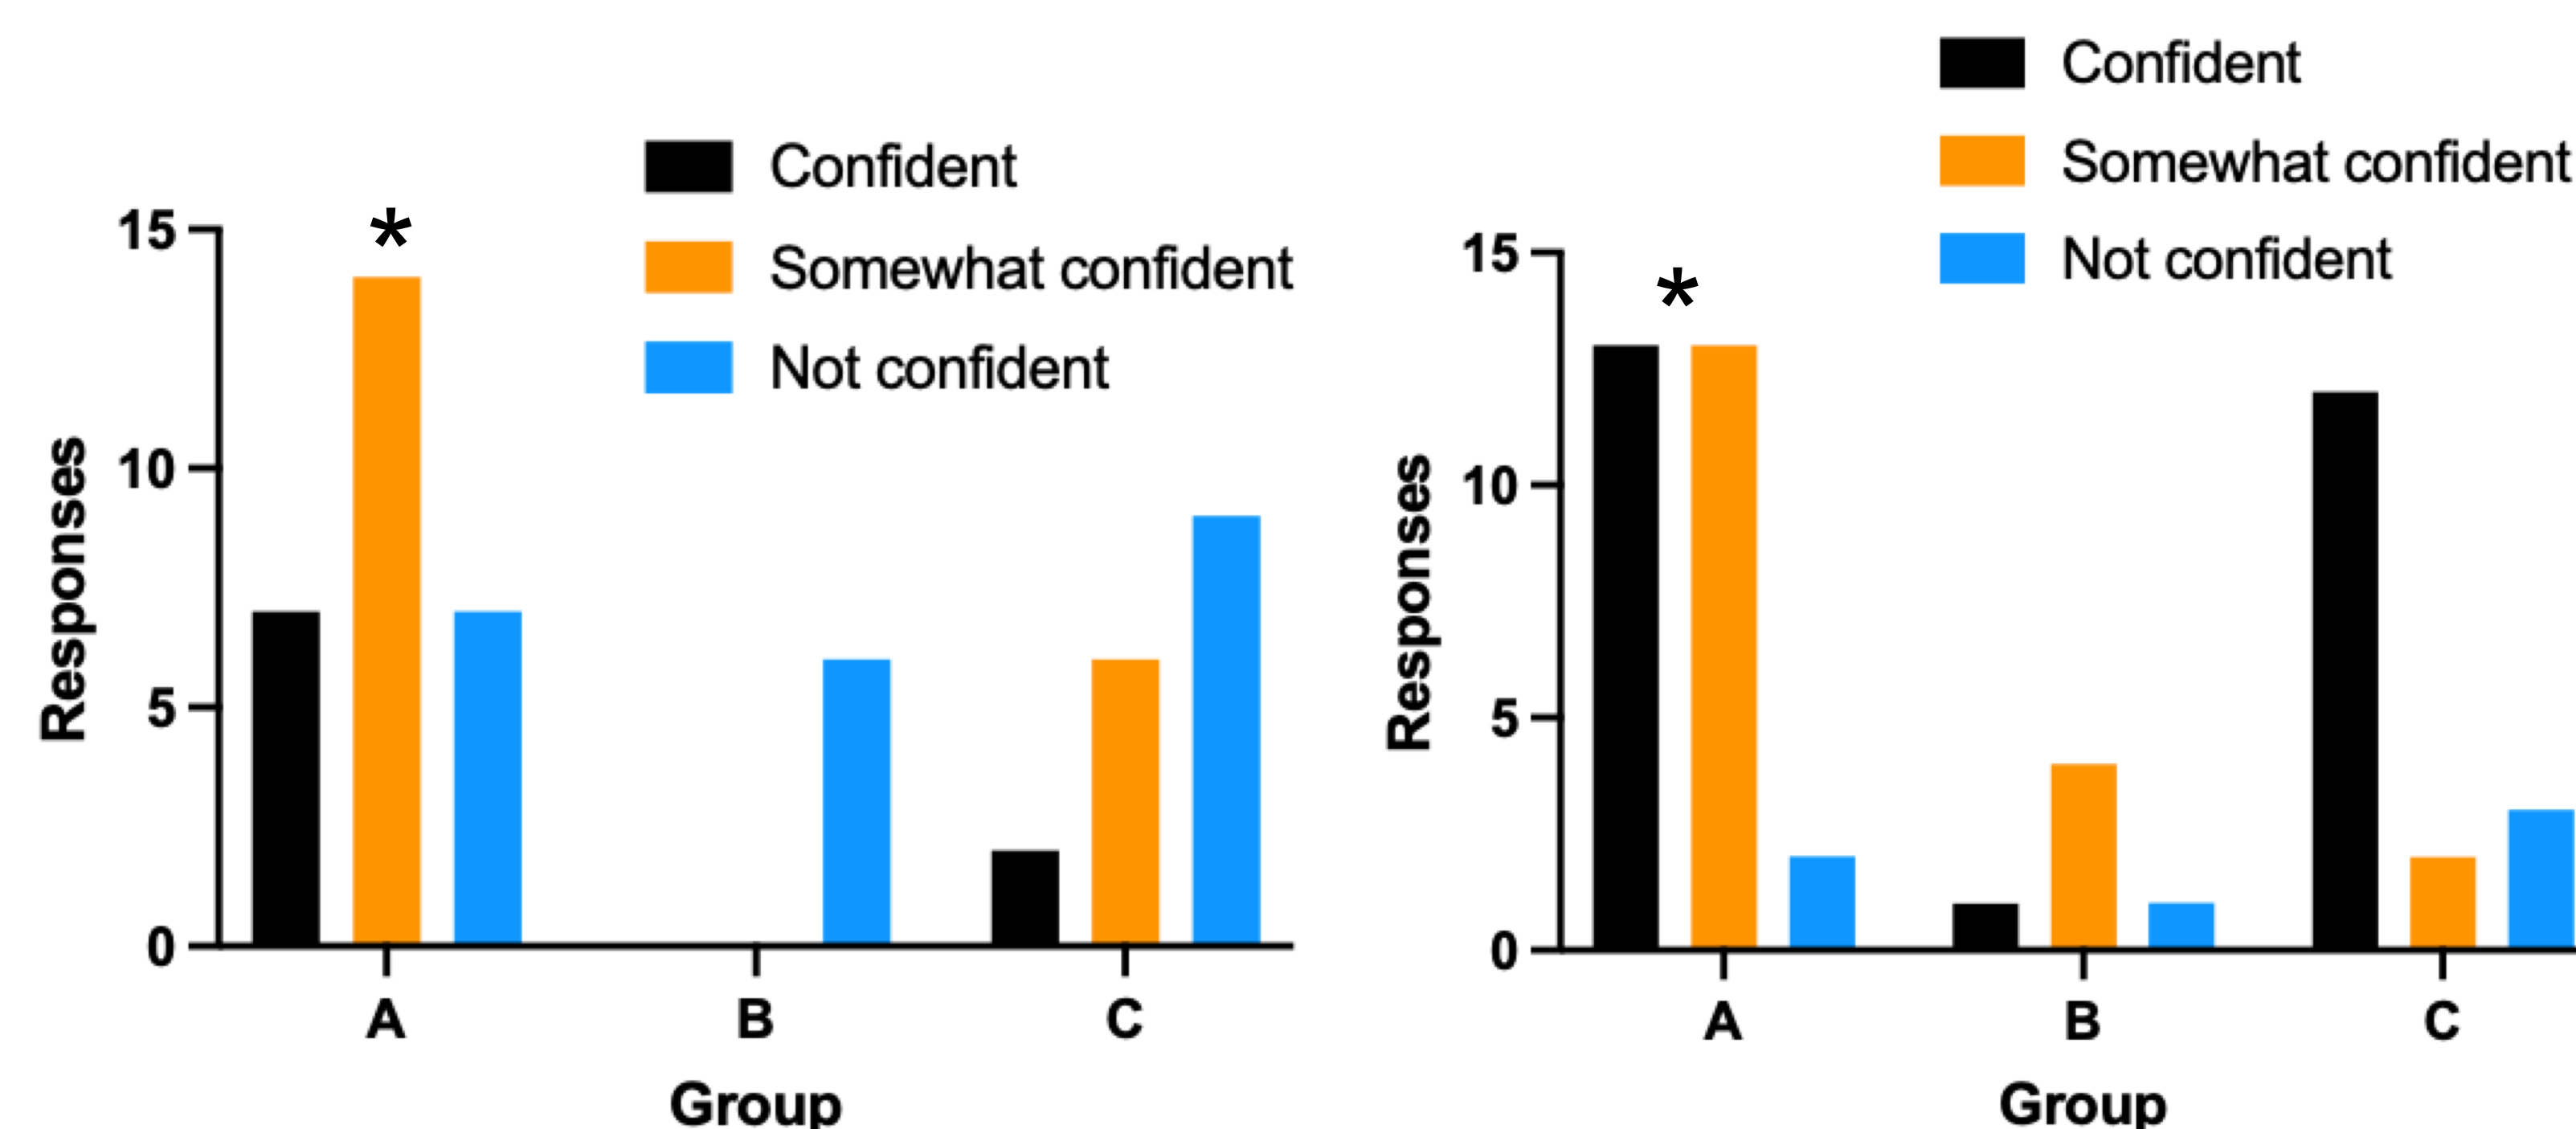 Confident
Somewhat confident
Not confident
*
15
10
5
0
Responses
A
B
C
Group
Confident
Somewhat confident
Not confident
*
15
10
5
0
Responses
A
B
C
Group